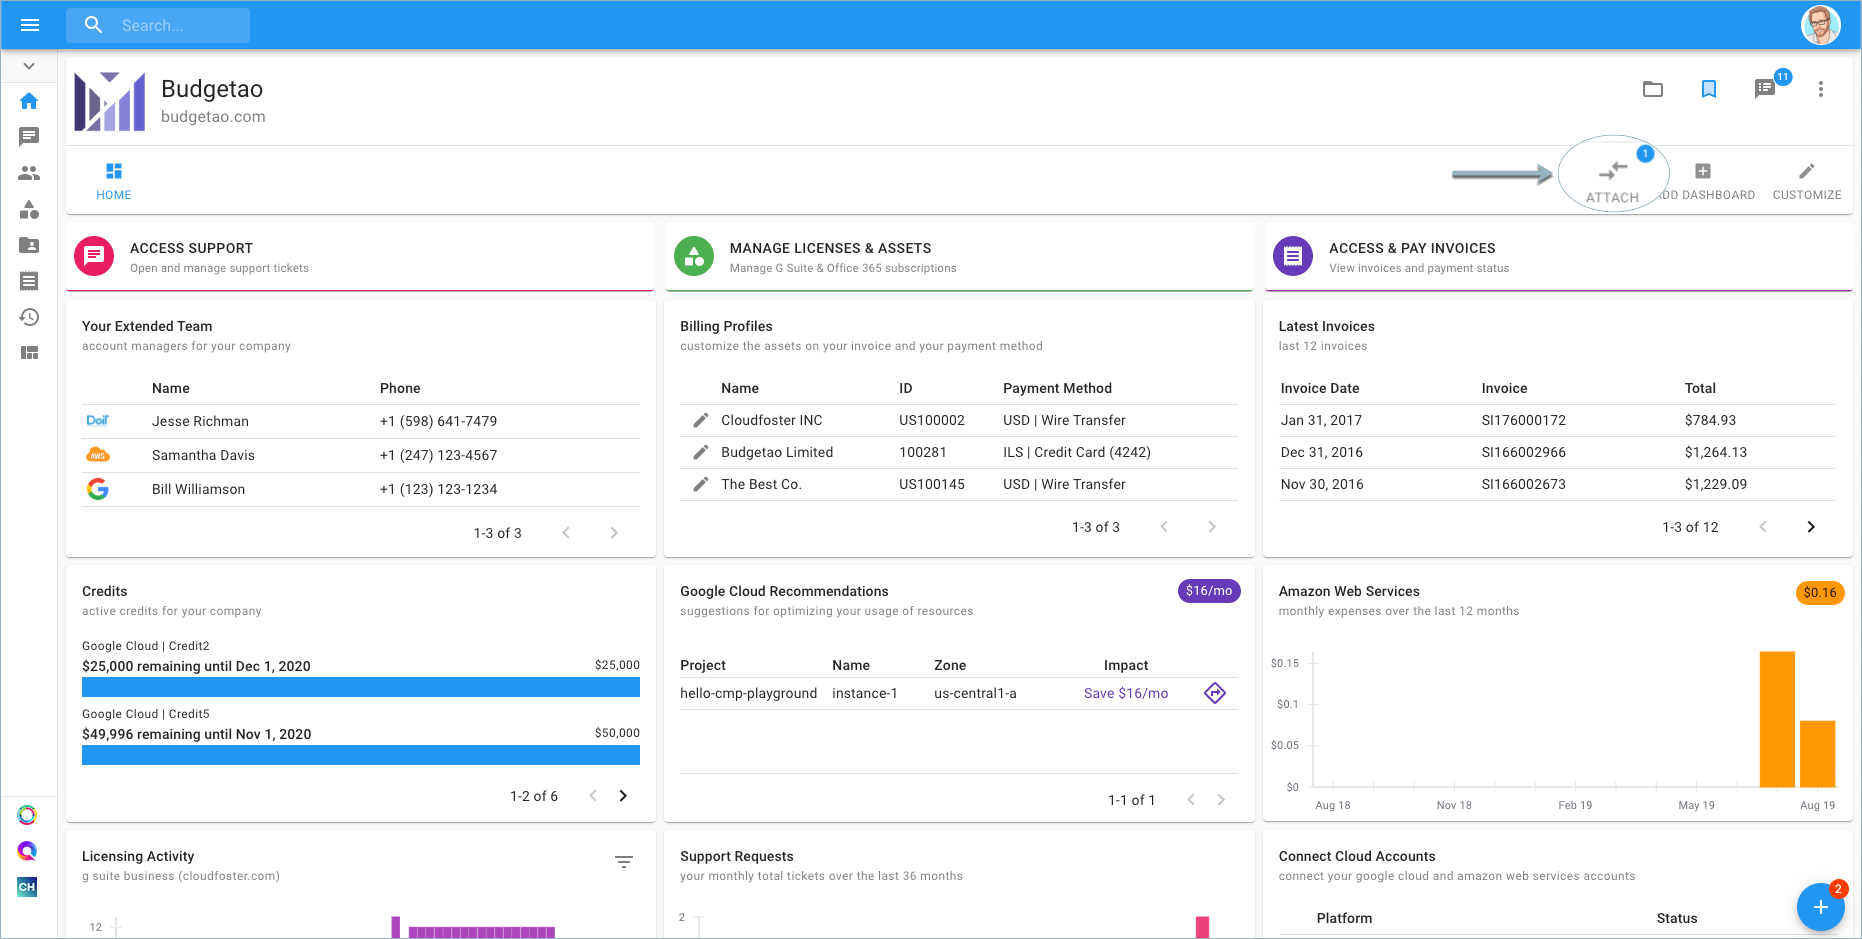 Search...
Budgetao
budgetao.com
11
HOME
1
ATTACH
DD DASHBOARD
CUSTOMIZE
ACCESS SUPPORT
Open and manage support tickets
MANAGE LICENSES & ASSETS
Manage G Suite & Office 365 subscriptions
ACCESS & PAY INVOICES
View invoices and payment status
Your Extended Team
account managers for your company
Name Phone
DoiT Jesse Richman +1 (598) 641-7479
AWS Samantha Davis +1 (247) 123-4567
Bill Williamson +1 (123) 123-1234
1-3 of 3
Billing Profiles
customize the assets on your invoice and your payment method
Name ID Payment Method
Cloudfoster INC US100002 USD | Wire Transfer
Budgetao Limited 100281 ILS | Credit Card (4242)
The Best Co. US100145 USD | Wire Transfer
1-3 of 3
Latest Invoices
last 12 invoices
Invoice Date Invoice Total
Jan 31, 2017 SI176000172 $784.93
Dec 31, 2016 SI166002966 $1,264.13
Nov 30, 2016 SI166002673 $1,229.09
1-3 of 12
Credits
active credits for your company
Google Cloud | Credit2
$25,000 remaining until Dec 1, 2020 $25,000
Google Cloud | Credit5
$49,996 remaining until Nov 1, 2020 $50,000
1-2 of 6
Google Cloud Recommendations $16/mo
suggestions for optimizing your usage of resources
Project Name Zone Impact
hello-cmp-playground instance-1 us-central1-a Save $16/mo
1-1 of 1
Amazon Web Services $0.16
monthly expenses over the last 12 months
$0.15
$0.1
$0.05
$0
Aug 18 Nov 18 Feb 19 May 19 Aug 19
CH
Licensing Activity
g suite business (cloudfoster.com)
12
Support Requests
your monthly total tickets over the last 36 months
2
Connect Cloud Accounts
connect your google cloud and amazon web services accounts
Platform Status
2